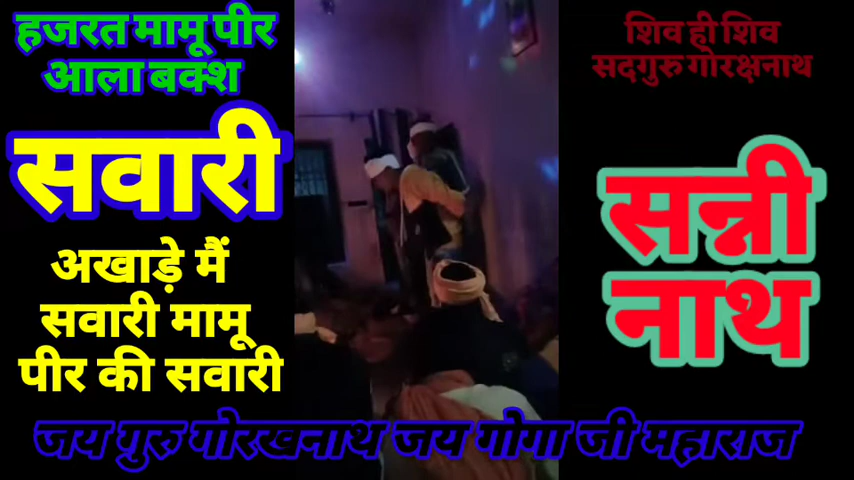 हजरत मामू पीर
आला बक्श
सवारी
अखाड़े मैं
सवारी मामू
पीर की सवारी
शिव ही शिव
सदगुरु गोरक्षनाथ
सन्नी
नाथ
जय गुरु गोरखनाथ जय गोगा जी महाराज